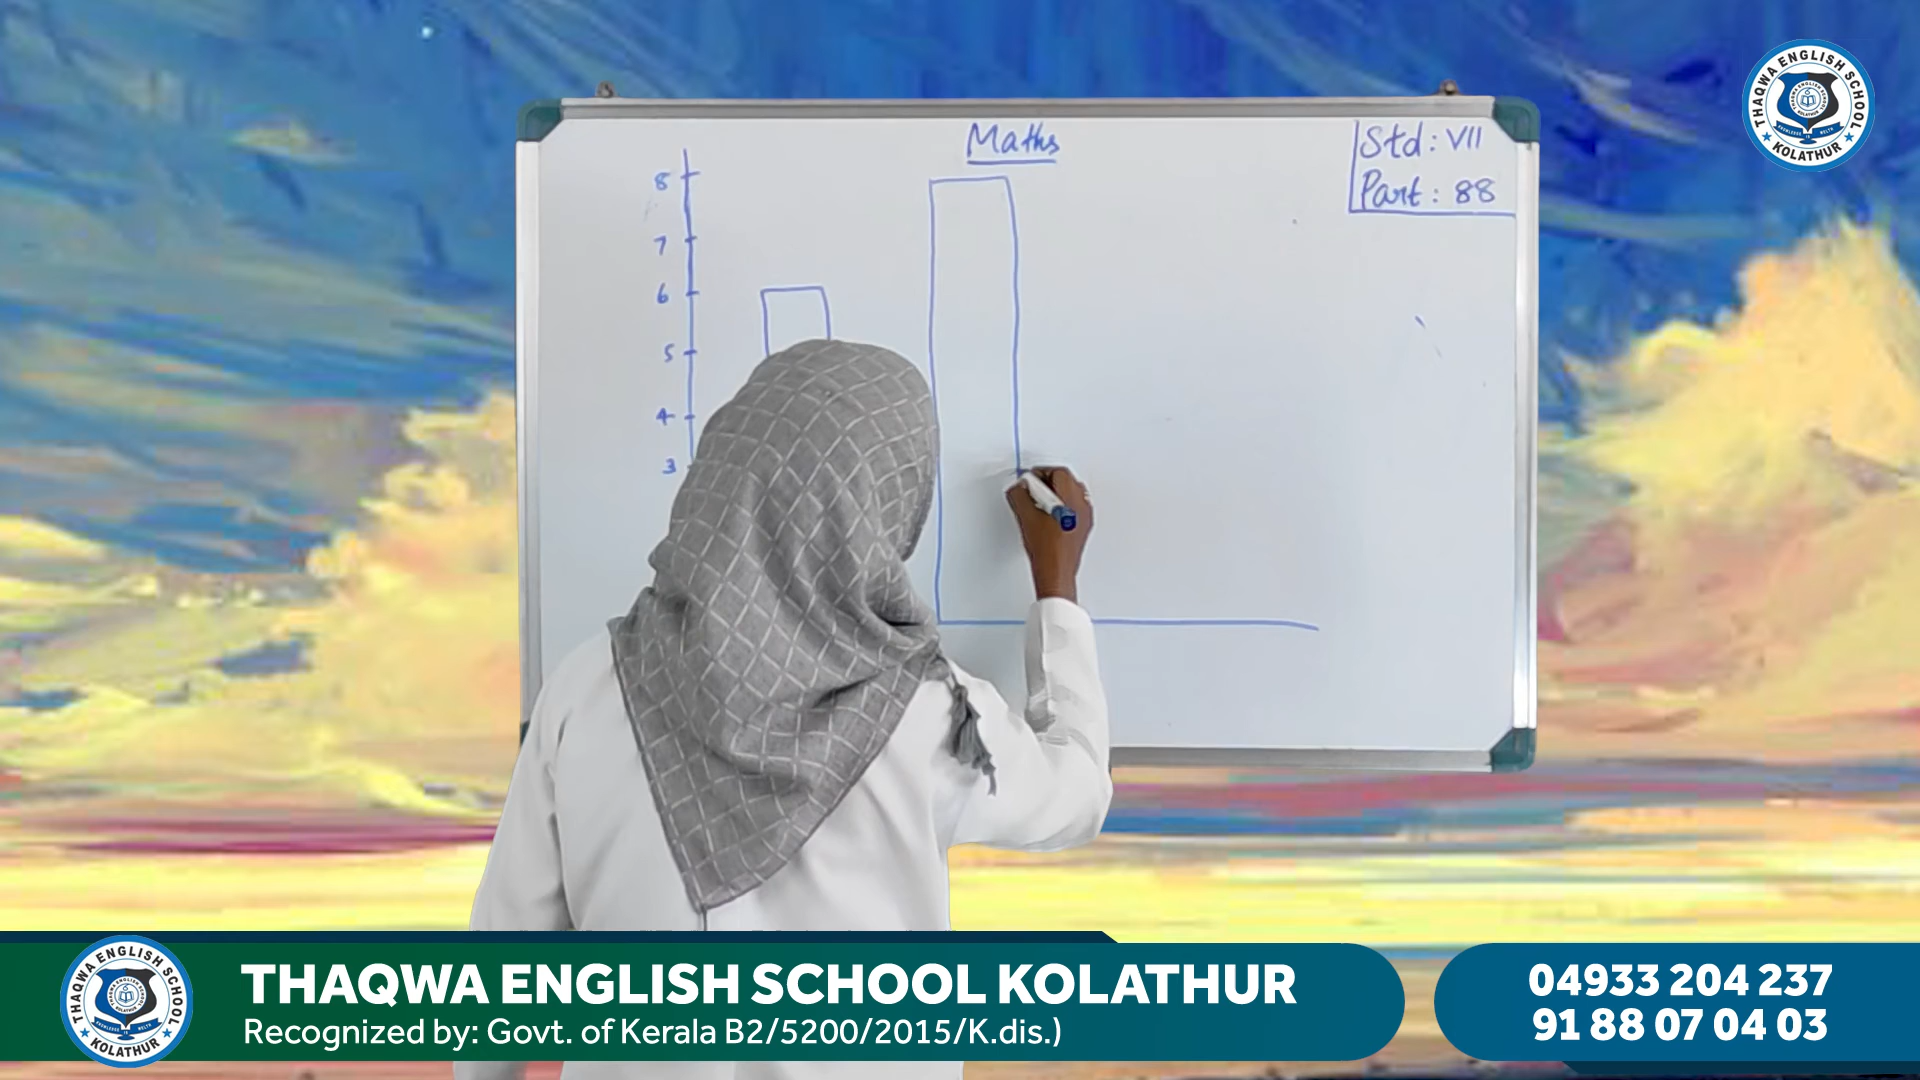 THAQWA ENGLISH SCHOOL
KOLATHUR
Maths
Std: VII
Part: 88
8
7
6
5
4
3
THAQWA ENGLISH SCHOOL
KOLATHUR
THAQWA ENGLISH SCHOOL KOLATHUR
Recognized by: Govt. of Kerala B2/5200/2015/K.dis.)
04933 204 237
91 88 07 04 03